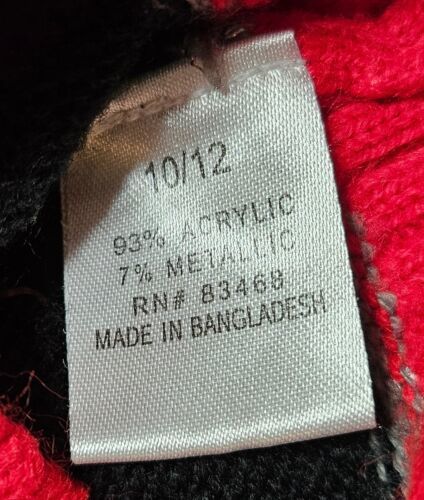 10/12
93% ACRYLIC
7% METALLIC
RN# 83468
MADE IN BANGLADESH